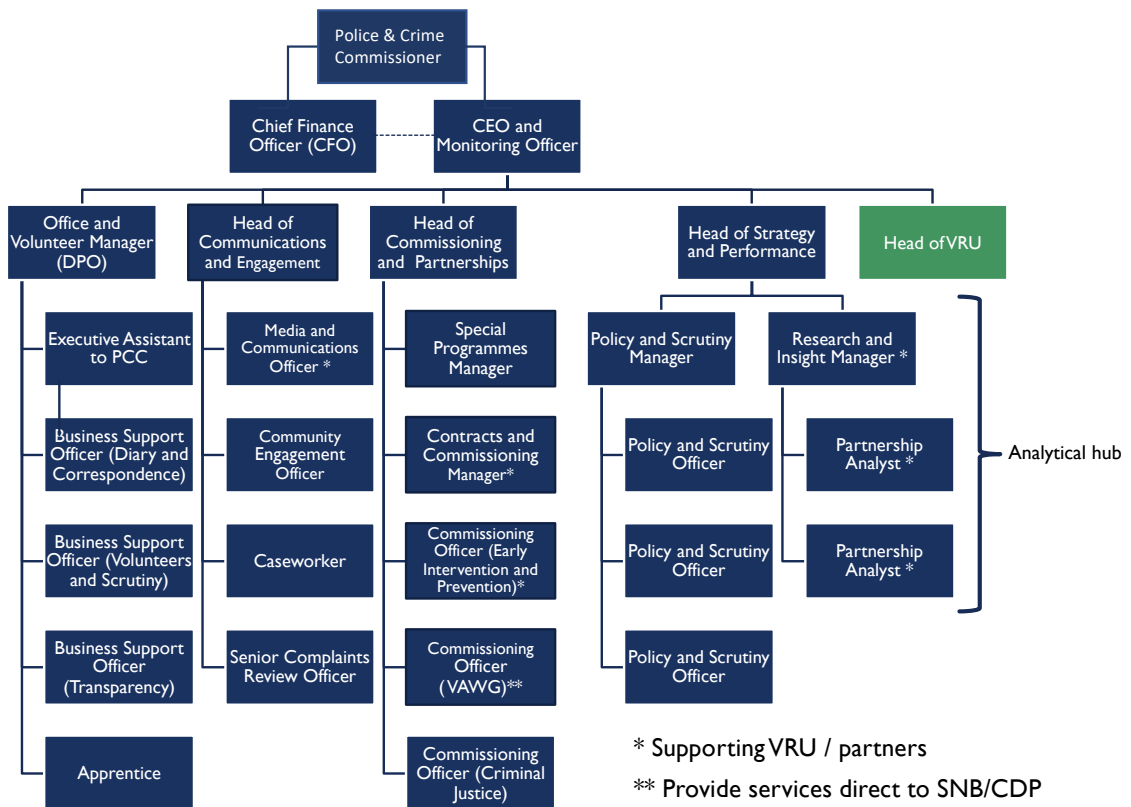 Police & Crime
Commissioner
Chief Finance
Officer (CFO)
CEO and
Monitoring Officer
Office and
Volunteer Manager
(DPO)
Head of
Communications
and Engagement
Head of
Commissioning
and Partnerships
Head of Strategy
and Performance
Head of VRU
Executive Assistant
to PCC
Media and
Communications
Officer *
Special
Programmes
Manager
Policy and Scrutiny
Manager
Research and
Insight Manager *
Business Support
Officer (Diary and
Correspondence)
Community
Engagement
Officer
Contracts and
Commissioning
Manager*
Policy and Scrutiny
Officer
Partnership
Analyst *
Analytical hub
Business Support
Officer (Volunteers
and Scrutiny)
Caseworker
Commissioning
Officer (Early
Intervention and
Prevention)*
Policy and Scrutiny
Officer
Partnership
Analyst *
Business Support
Officer
(Transparency)
Senior Complaints
Review Officer
Commissioning
Officer
(VAWG)**
Policy and Scrutiny
Officer
Apprentice
Commissioning
Officer (Criminal
Justice)
* Supporting VRU / partners
** Provide services direct to SNB/CDP